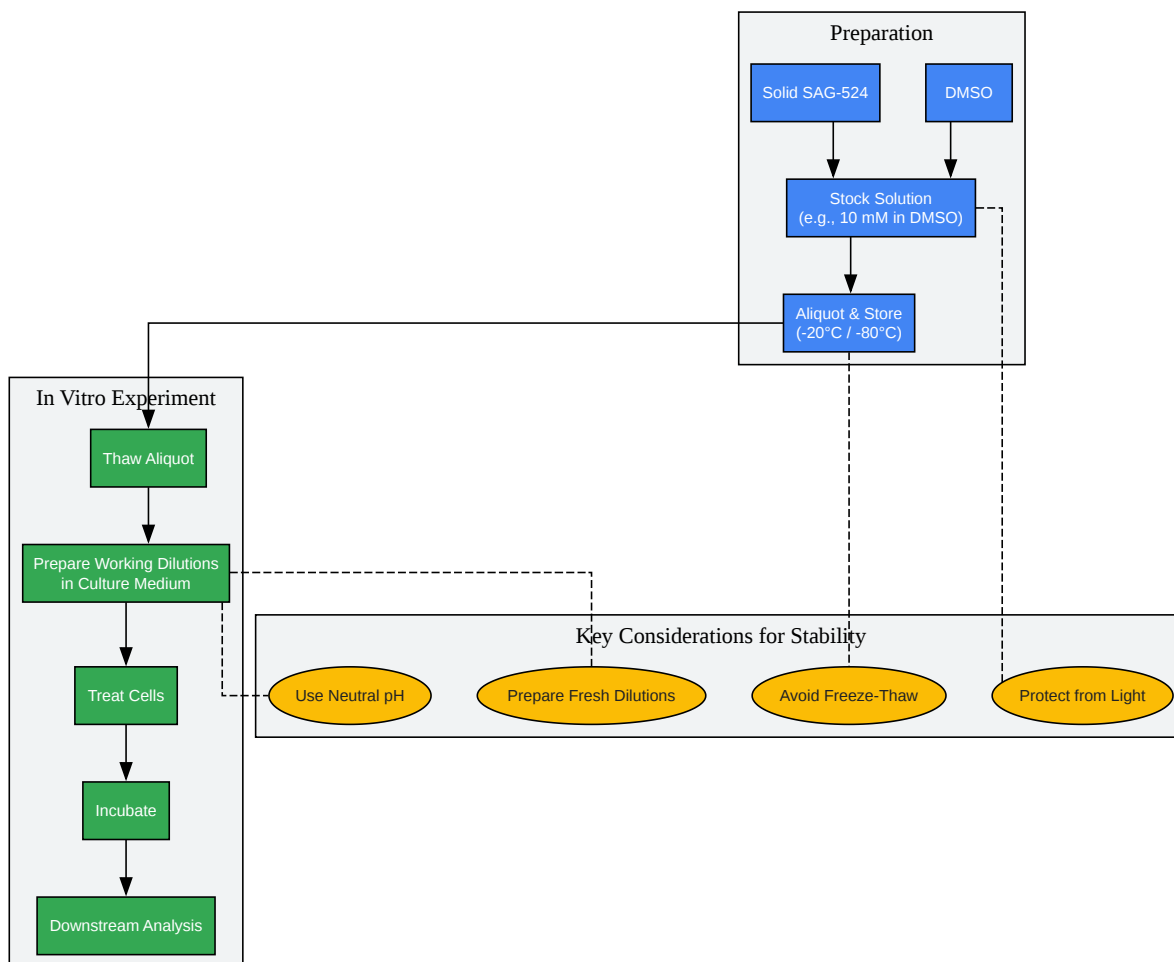 Preparation
Solid SAG-524
DMSO
Stock Solution
(e.g., 10 mM in DMSO)
Aliquot & Store
(-20°C / -80°C)
In Vitro Experiment
Thaw Aliquot
Prepare Working Dilutions
in Culture Medium
Key Considerations for Stability
Treat Cells
Use Neutral pH
Prepare Fresh Dilutions
Avoid Freeze-Thaw
Protect from Light
Incubate
Downstream Analysis